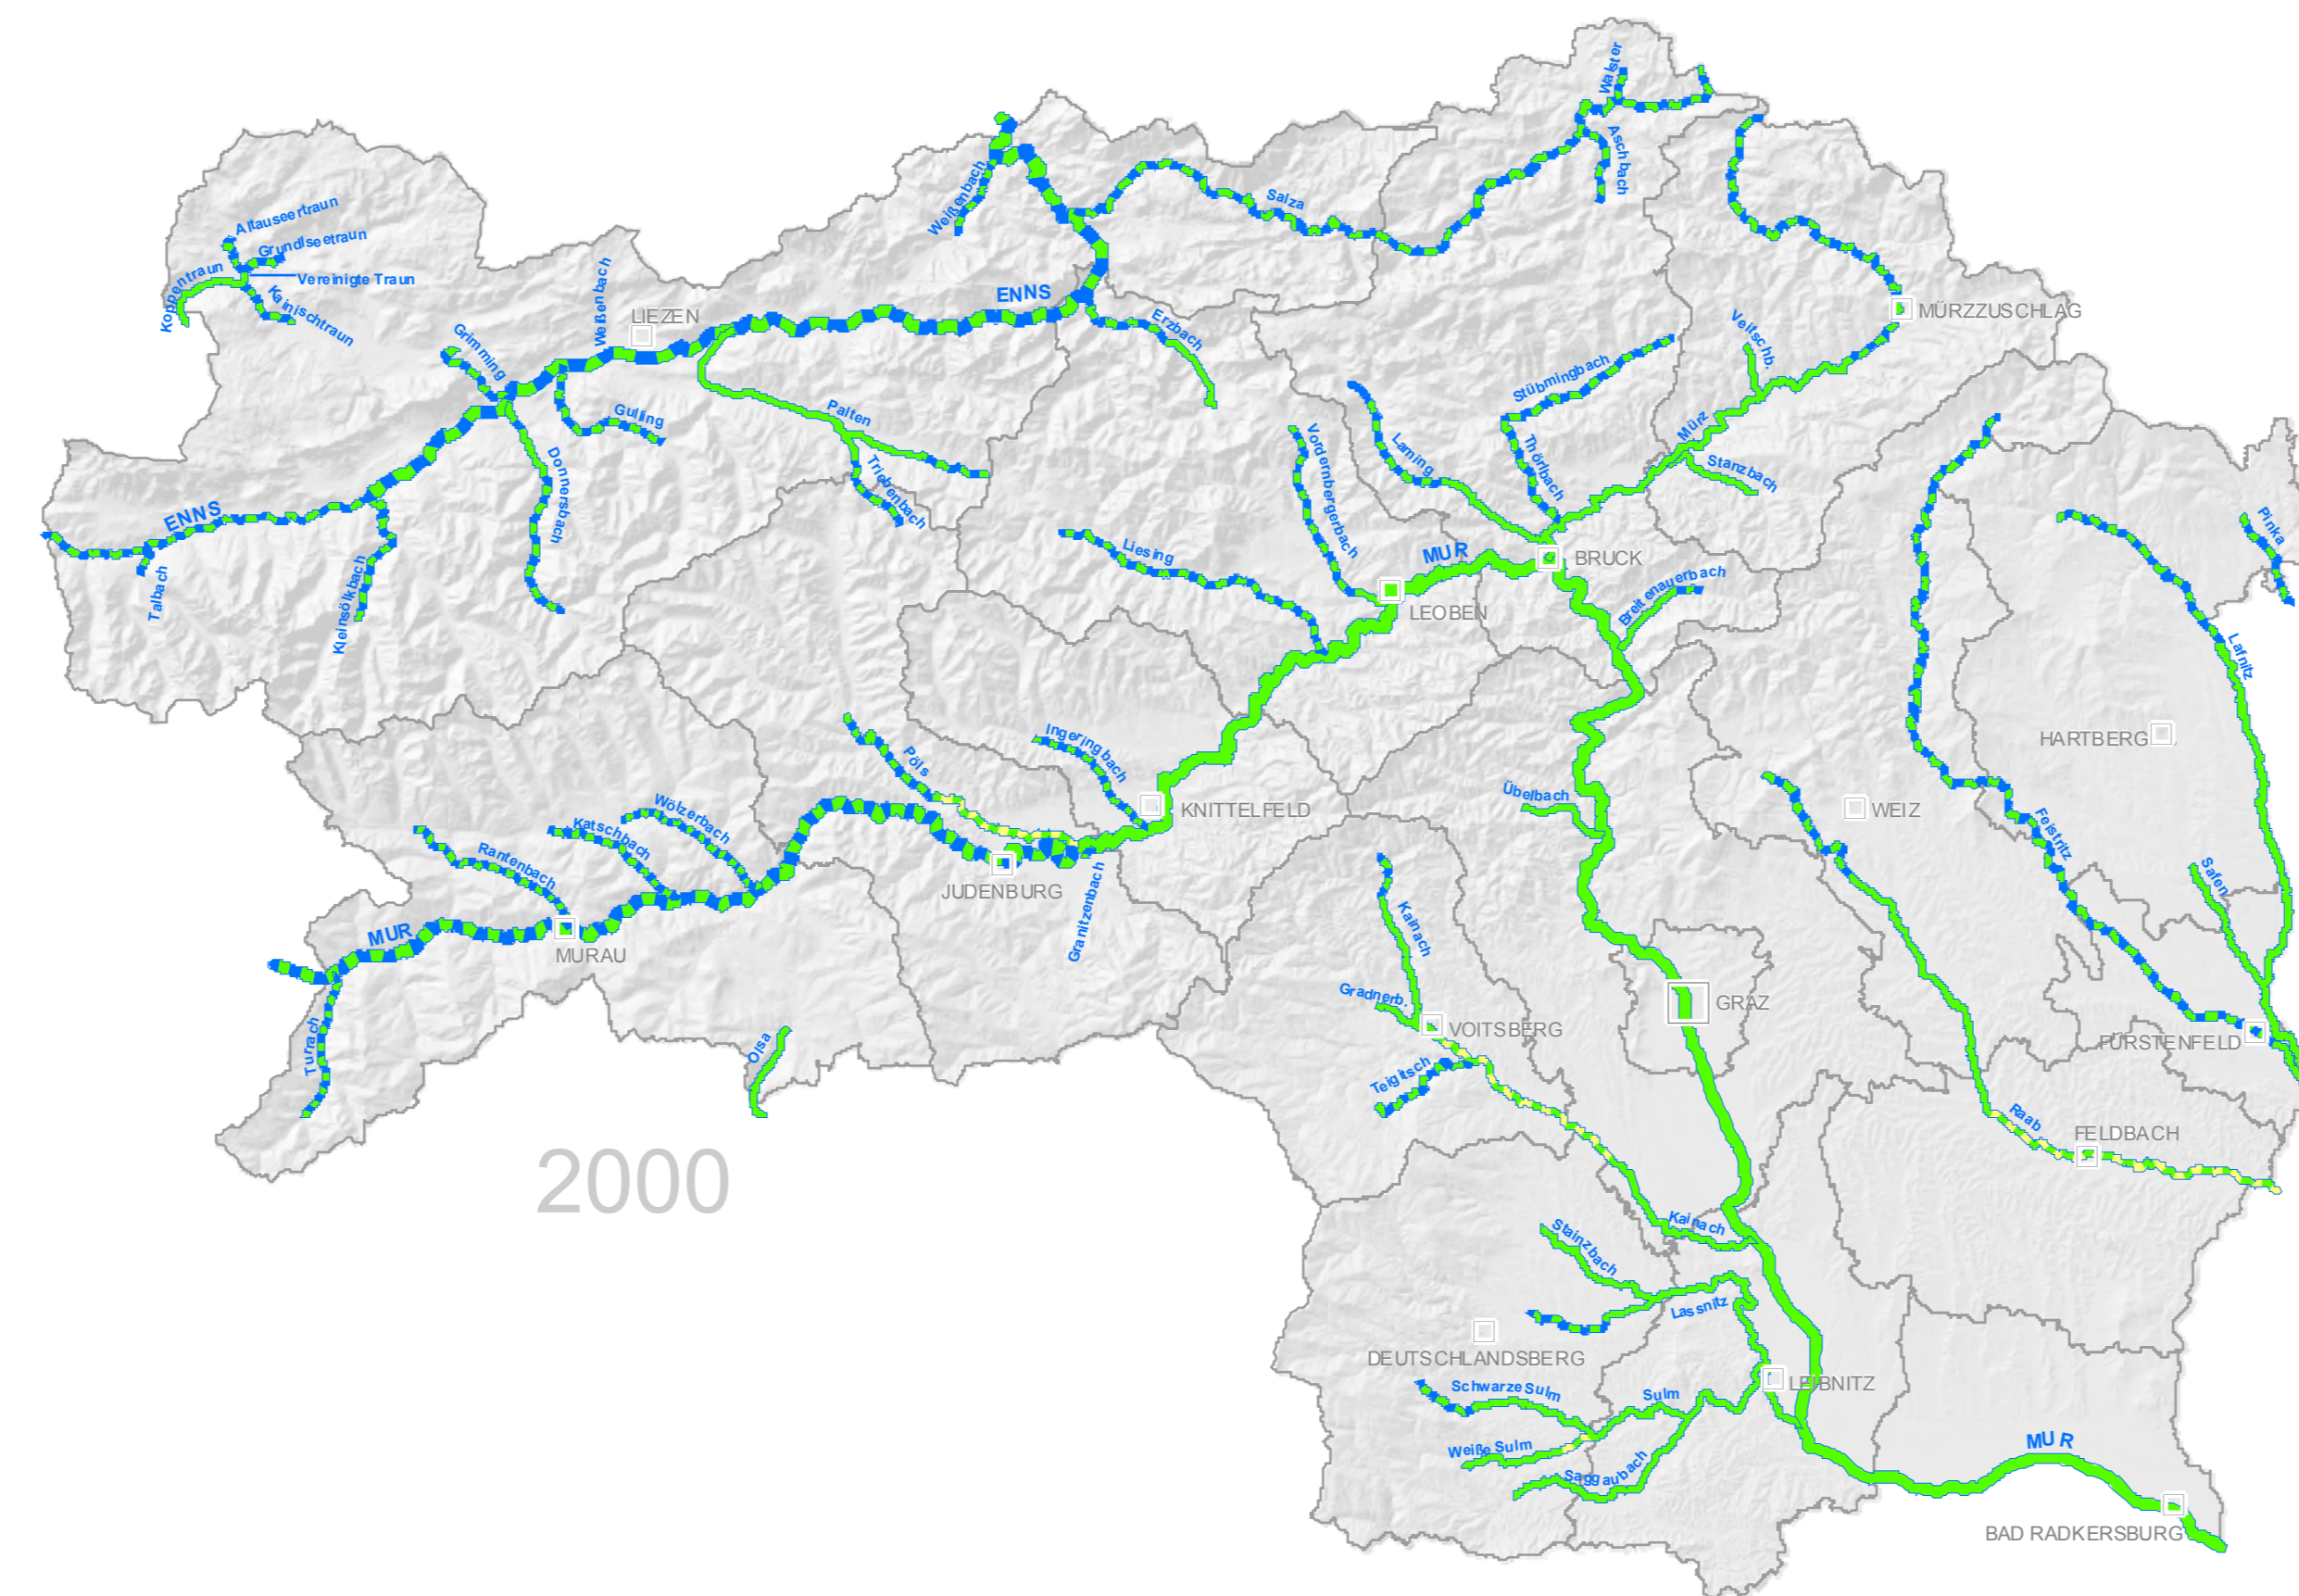 Walster
Aschbach
Weißenbach
Salza
Altauseertraun
Grundlseetraun
Koppentraun
Vereinigte Traun
Kainischtraun
Weißenbach
LIEZEN
ENNS
Erzbach
MÜRZZUSCHLAG
Veitschb.
Grimming
Gulling
Palten
Stübmingbach
Mürz
Laming
Vordernbergerbach
Thörlbach
Stanzbach
Triebenbach
Donnersbach
ENNS
Pinka
Talbach
Kleinsölkbach
Liesing
MUR
BRUCK
Breitenauerbach
LEOBEN
Lafnitz
HARTBERG
Ingeringbach
Pöls
KNITTELFELD
Übelbach
WEIZ
Feistritz
Wölzerbach
Katschbach
Rantenbach
JUDENBURG
Granitzenbach
Safen
Kainach
MUR
MURAU
Gradnerb.
VOITSBERG
GRAZ
FÜRSTENFELD
Turrach
Olsa
Teigitsch
Raab
FELDBACH
2000
Kainach
Stainzbach
Lassnitz
DEUTSCHLANDSBERG
LEIBNITZ
Schwarze Sulm
Sulm
Weiße Sulm
Saggaubach
MUR
BAD RADKERSBURG